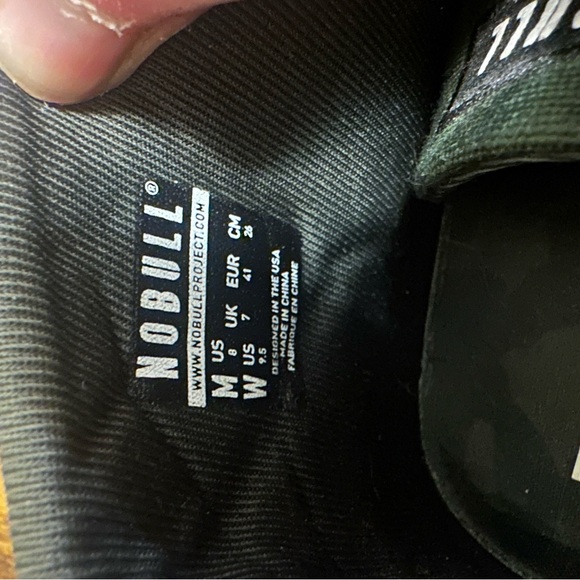 NOBULL®
WWW.NOBULLPROJECT.COM
M US UK EUR CM
8 7 41 26
W US
9.5
DESIGNED IN THE USA
MADE IN CHINA
FABRIQUE EN CHINE